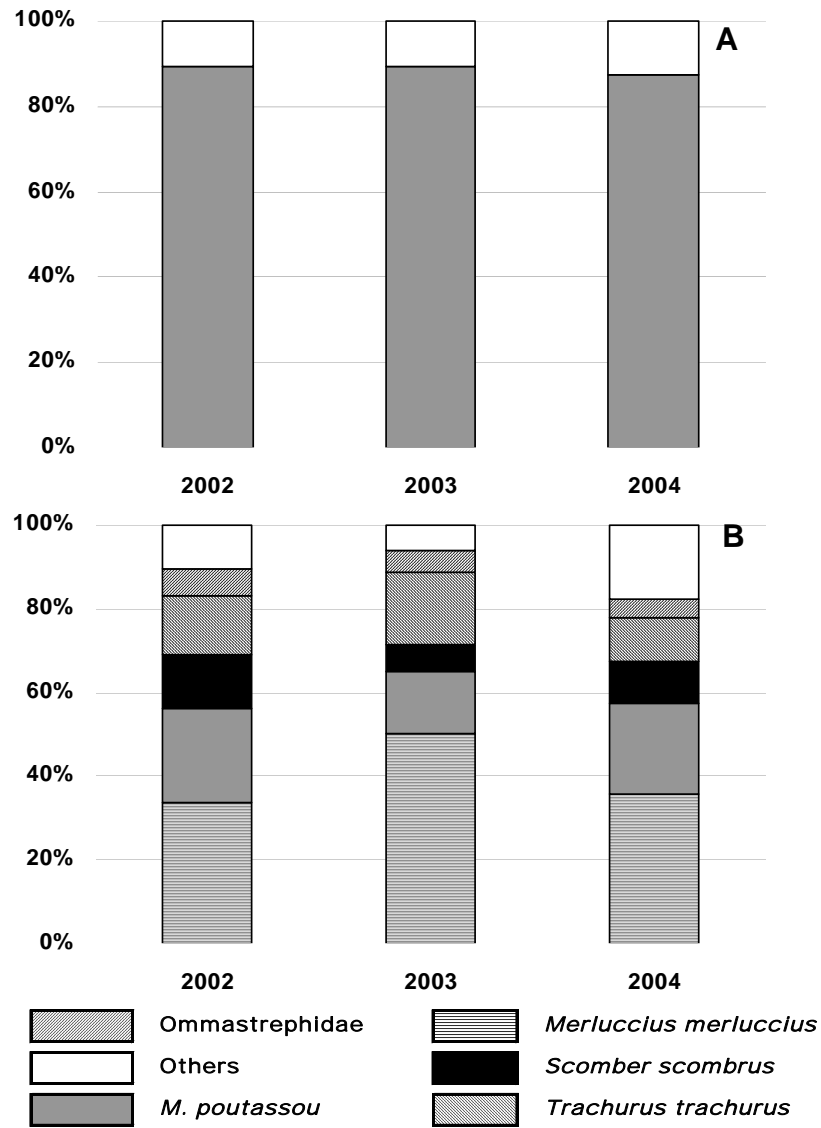 100%
A
80%
60%
40%
20%
0%
2002 2003 2004
100%
B
80%
60%
40%
20%
0%
2002 2003 2004
Ommastrephidae
Merluccius merluccius
Others
Scomber scombrus
M. poutassou
Trachurus trachurus